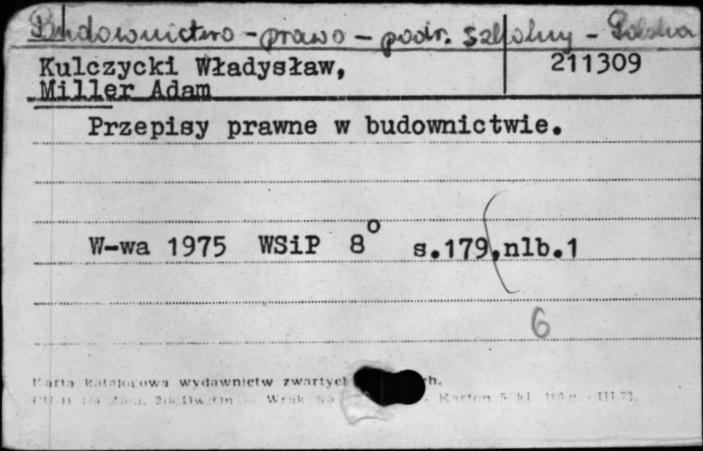 Budownictwo - prawo - podr. szkolny - Polska
Kulczycki Władysław, 211309
Miller Adam
Przepisy prawne w budownictwie.
W-wa 1975 WSiP 8° s.179,nlb.1
6
Karta katalogowa wydawnictw zwartych